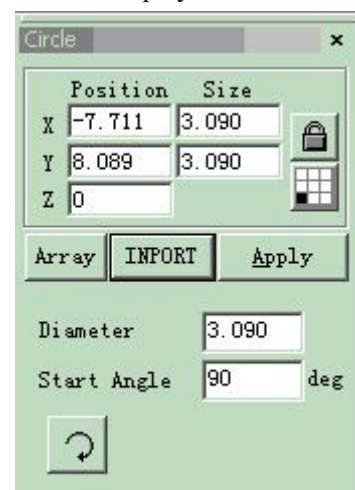 Circle ×
Position Size
X -7.711 3.090
Y 8.089 3.090
Z 0
Array INPORT Apply
Diameter 3.090
Start Angle 90 deg